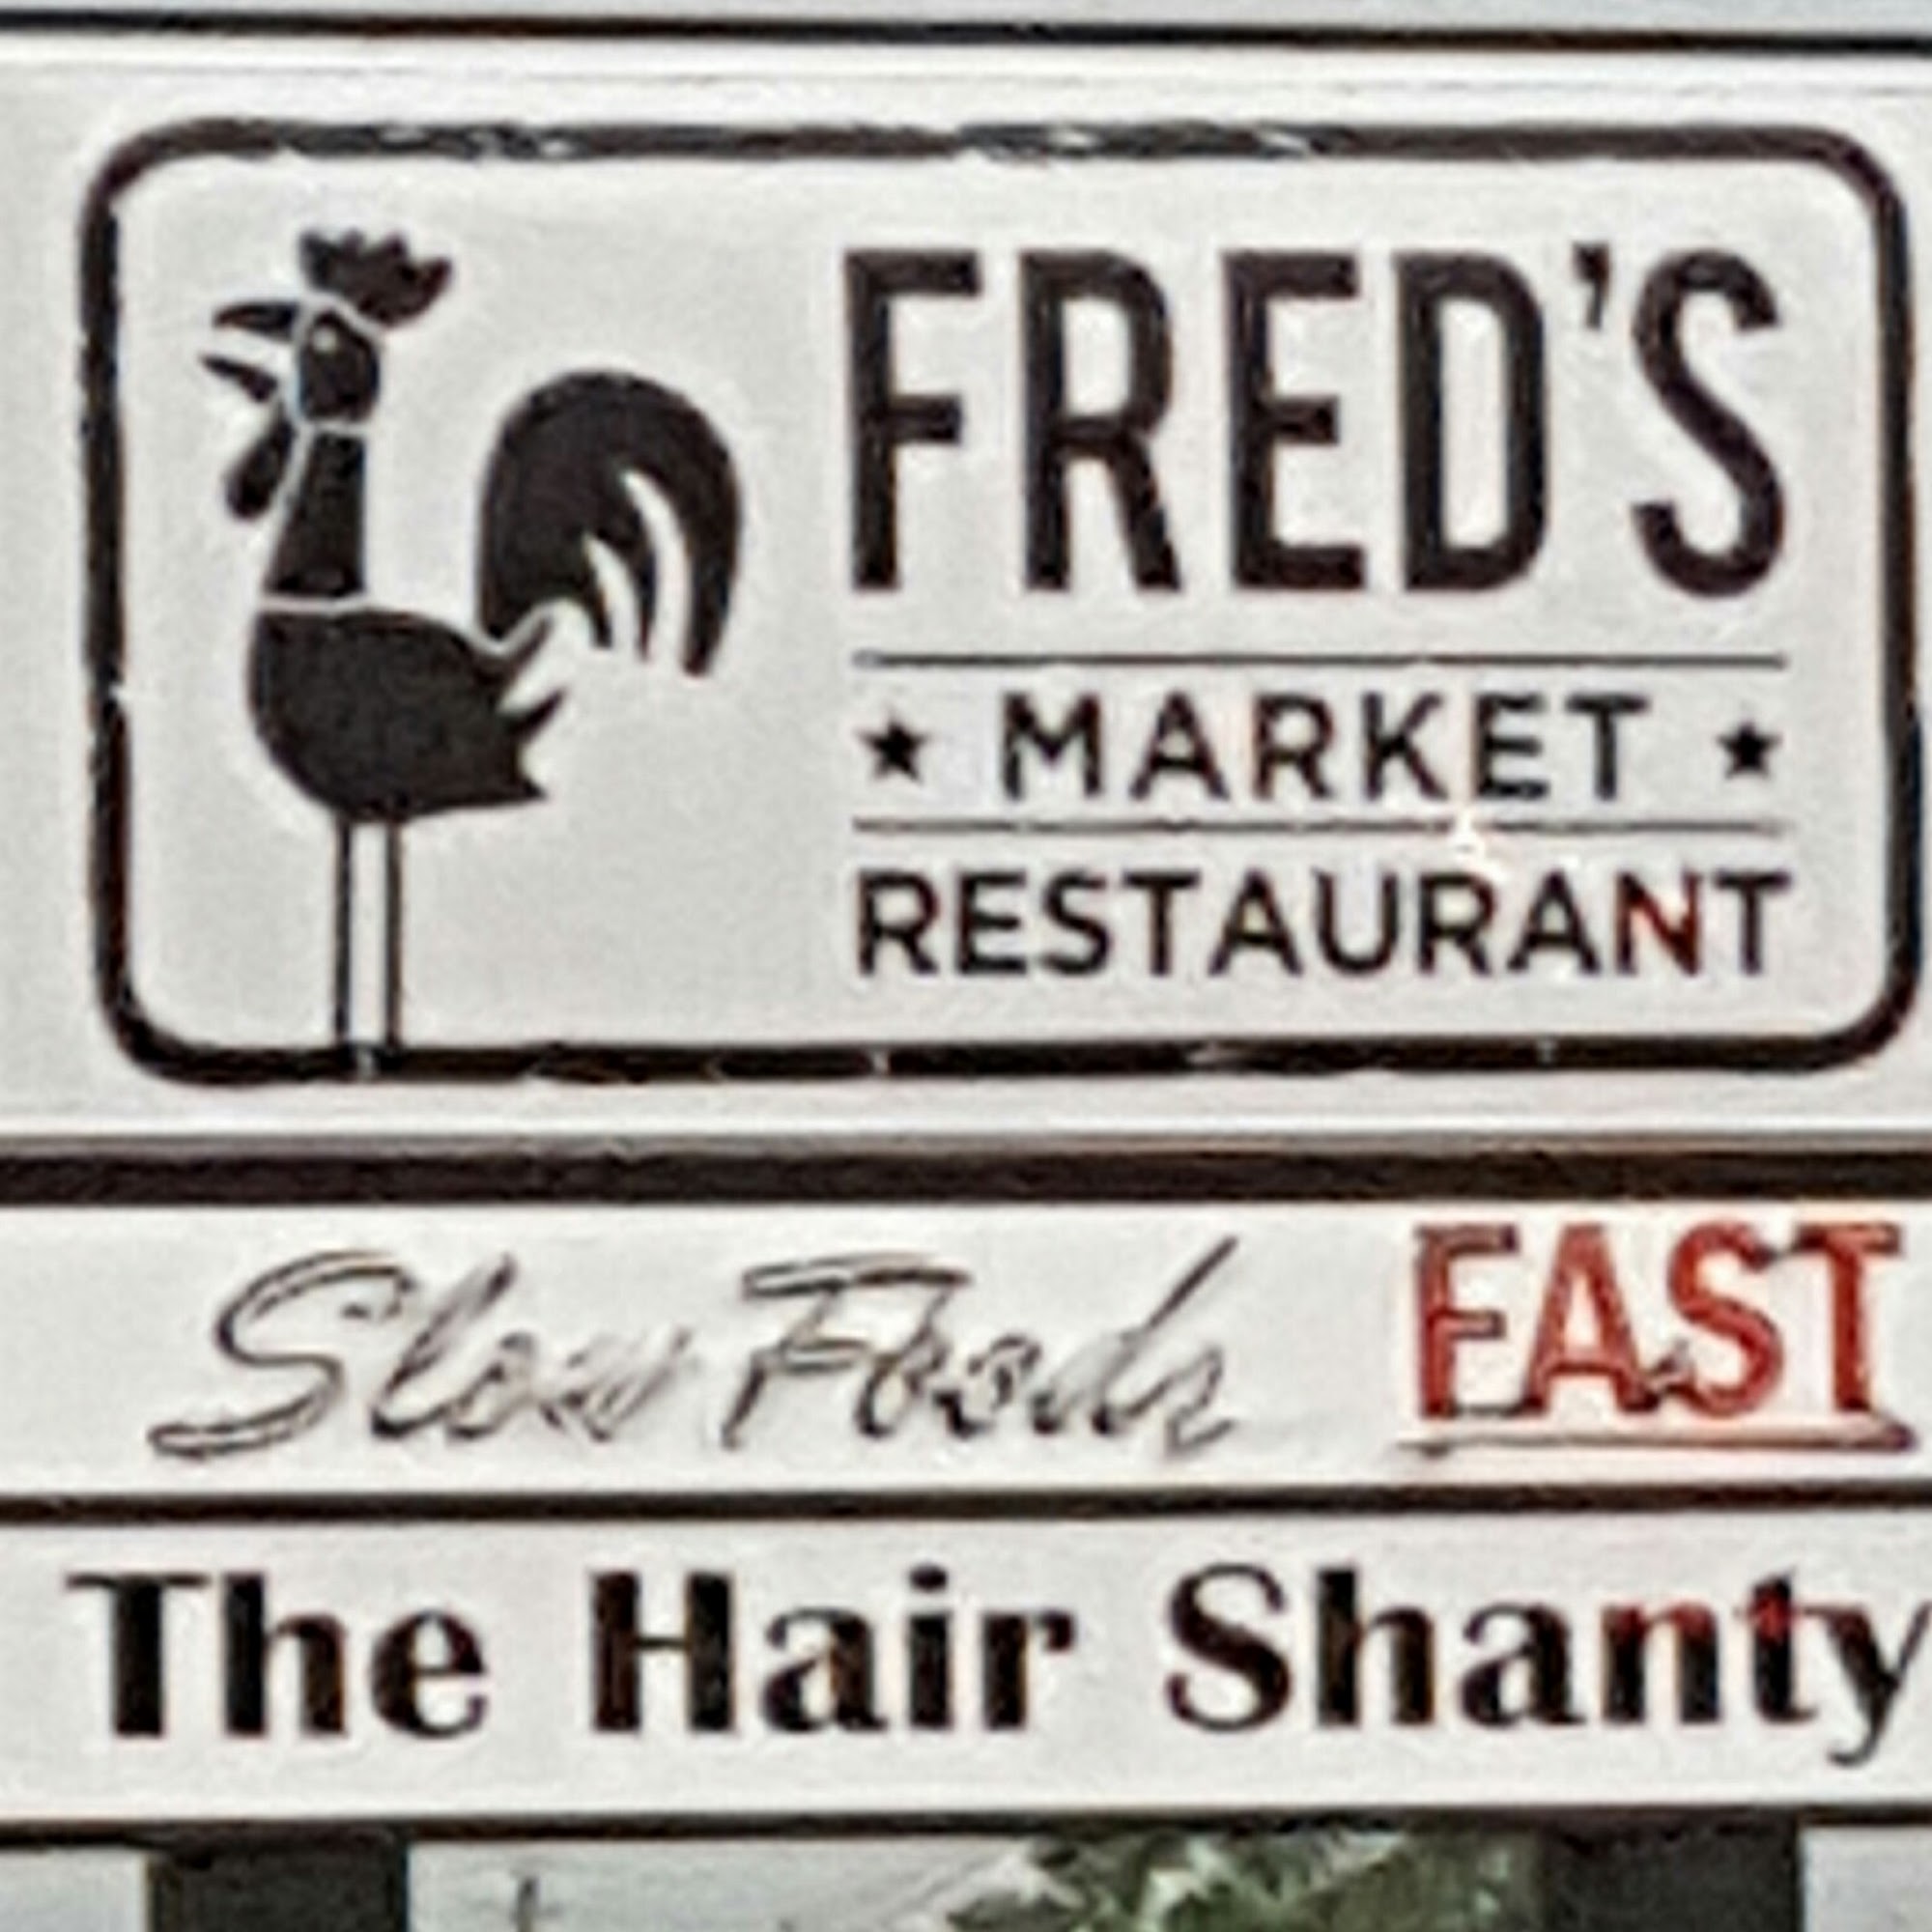 FRED'S
★ MARKET ★
RESTAURANT
Slow Foods FAST
The Hair Shanty